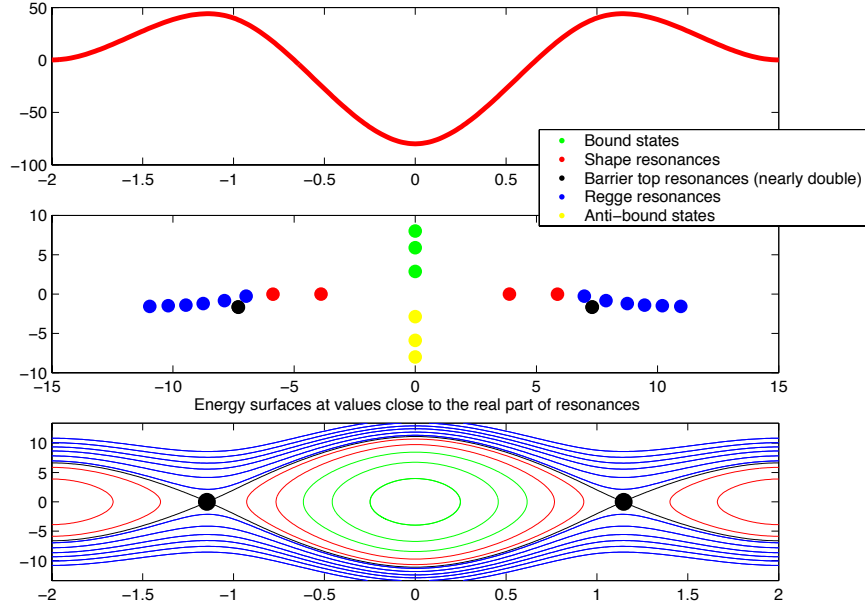 50
0
−50
−100
−2 −1.5 −1 −0.5 0 0.5
Bound states
Shape resonances
Barrier top resonances (nearly double)
Regge resonances
Anti−bound states
10
5
0
−5
−10
−15 −10 −5 0 5 10 15
Energy surfaces at values close to the real part of resonances
10
5
0
−5
−10
−2 −1.5 −1 −0.5 0 0.5 1 1.5 2